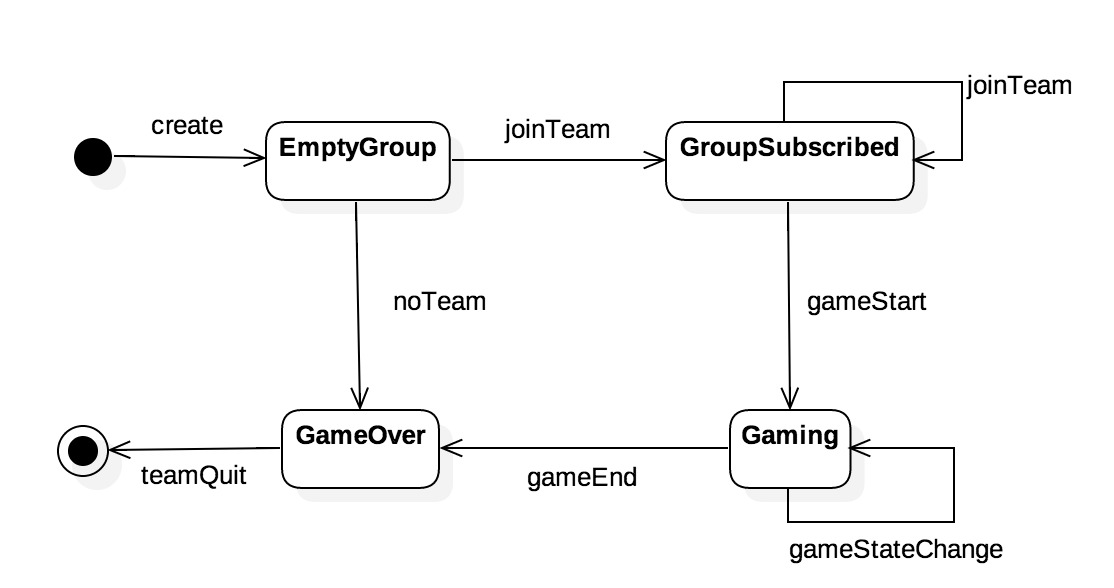 joinTeam
create
joinTeam
EmptyGroup
GroupSubscribed
noTeam
gameStart
GameOver
Gaming
teamQuit
gameEnd
gameStateChange